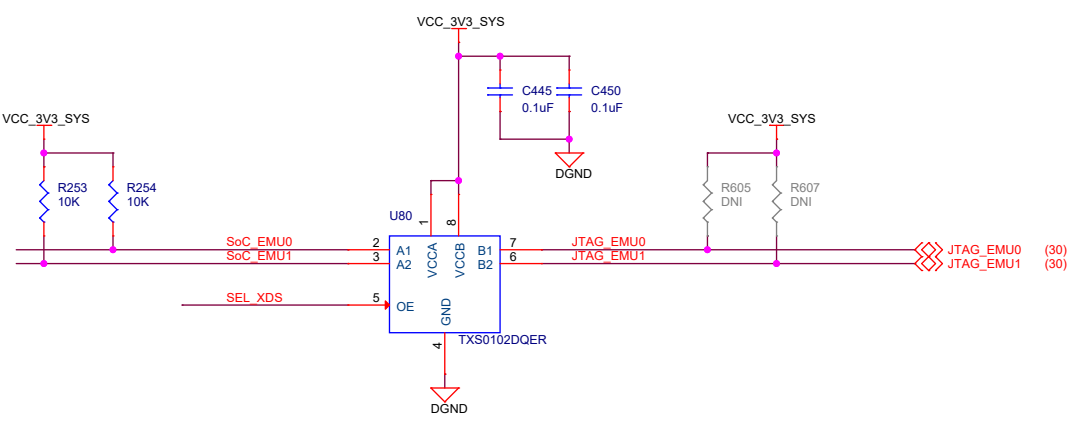 VCC_3V3_SYS
C445
0.1uF
C450
0.1uF
VCC_3V3_SYS
VCC_3V3_SYS
DGND
R253
10K
R254
10K
R605
DNI
R607
DNI
U80
1
8
SoC_EMU0
2
A1
VCCA
VCCB
B1
7
JTAG_EMU0
JTAG_EMU0 (30)
SoC_EMU1
3
A2
B2
6
JTAG_EMU1
JTAG_EMU1 (30)
SEL_XDS
5
OE
GND
TXS0102DQER
4
DGND